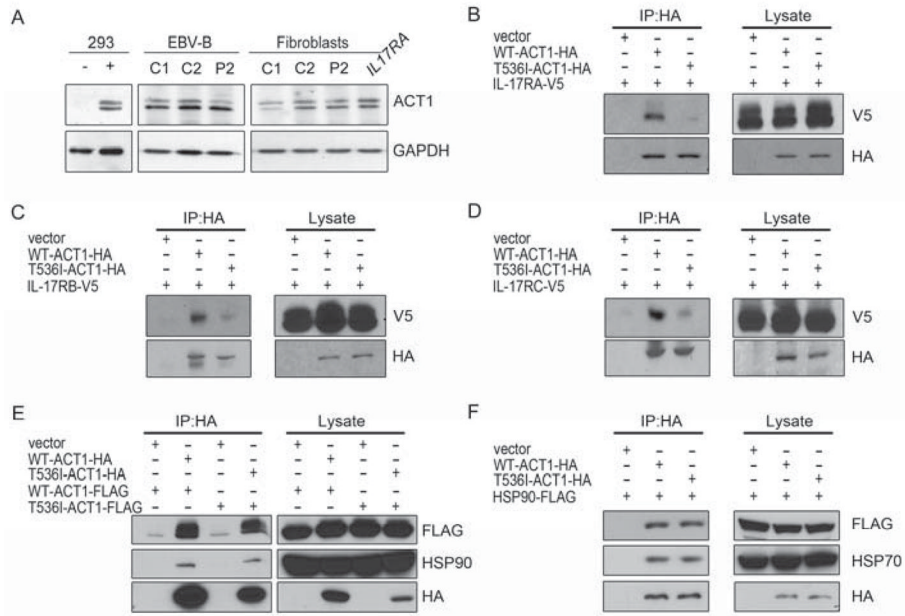 A
293 EBV-B Fibroblasts
- + C1 C2 P2 C1 C2 P2 IL17RA
ACT1
GAPDH
B
IP:HA Lysate
vector + - - + - -
WT-ACT1-HA - + - - + -
T536I-ACT1-HA - - + - - +
IL-17RA-V5 + + + + + +
V5
HA
C
IP:HA Lysate
vector + - - + - -
WT-ACT1-HA - + - - + -
T536I-ACT1-HA - - + - - +
IL-17RB-V5 + + + + + +
V5
HA
D
IP:HA Lysate
vector + - - + - -
WT-ACT1-HA - + - - + -
T536I-ACT1-HA - - + - - +
IL-17RC-V5 + + + + + +
V5
HA
E
IP:HA Lysate
vector + - + - + - + -
WT-ACT1-HA - + - - - + - -
T536I-ACT1-HA - - - + - - - +
WT-ACT1-FLAG + + - - + + - -
T536I-ACT1-FLAG - - + + - - + +
FLAG
HSP90
HA
F
IP:HA Lysate
vector + - - + - -
WT-ACT1-HA - + - - + -
T536I-ACT1-HA - - + - - +
HSP90-FLAG + + + + + +
FLAG
HSP70
HA